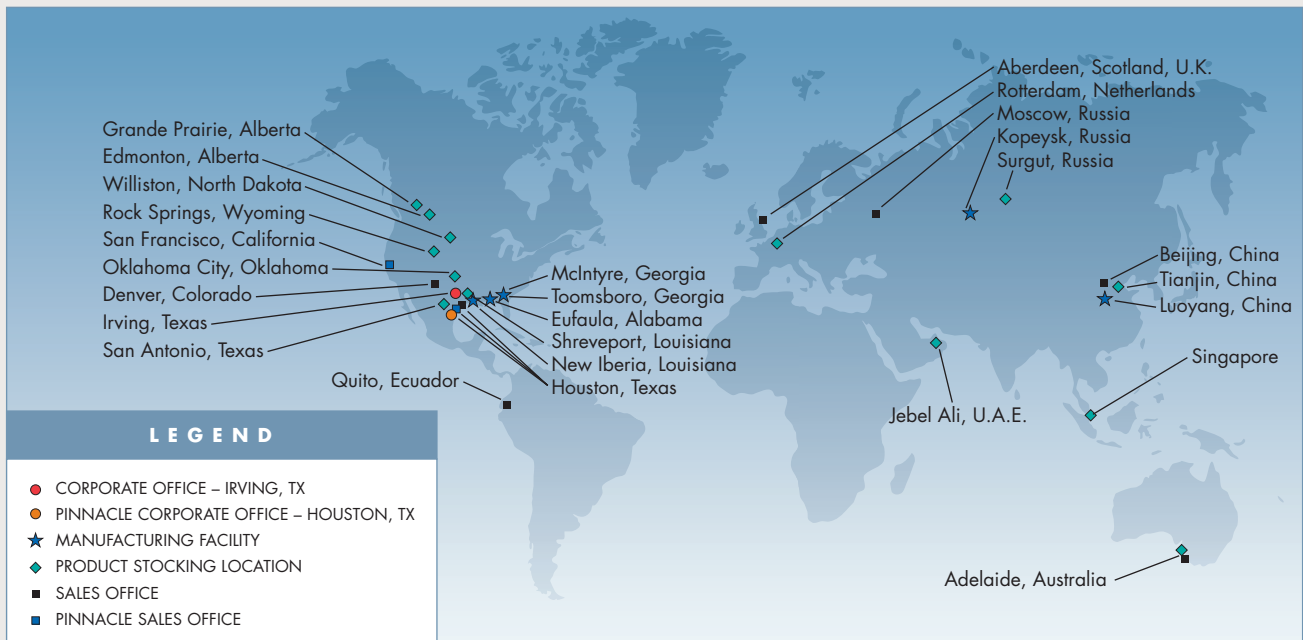 Grande Prairie, Alberta
Edmonton, Alberta
Williston, North Dakota
Rock Springs, Wyoming
San Francisco, California
Oklahoma City, Oklahoma
Denver, Colorado
Irving, Texas
San Antonio, Texas
McIntyre, Georgia
Toomsboro, Georgia
Eufaula, Alabama
Shreveport, Louisiana
New Iberia, Louisiana
Houston, Texas
Quito, Ecuador
Aberdeen, Scotland, U.K.
Rotterdam, Netherlands
Moscow, Russia
Kopeysk, Russia
Surgut, Russia
Beijing, China
Tianjin, China
Luoyang, China
Singapore
Jebel Ali, U.A.E.
Adelaide, Australia
LEGEND
CORPORATE OFFICE – IRVING, TX
PINNACLE CORPORATE OFFICE – HOUSTON, TX
MANUFACTURING FACILITY
PRODUCT STOCKING LOCATION
SALES OFFICE
PINNACLE SALES OFFICE